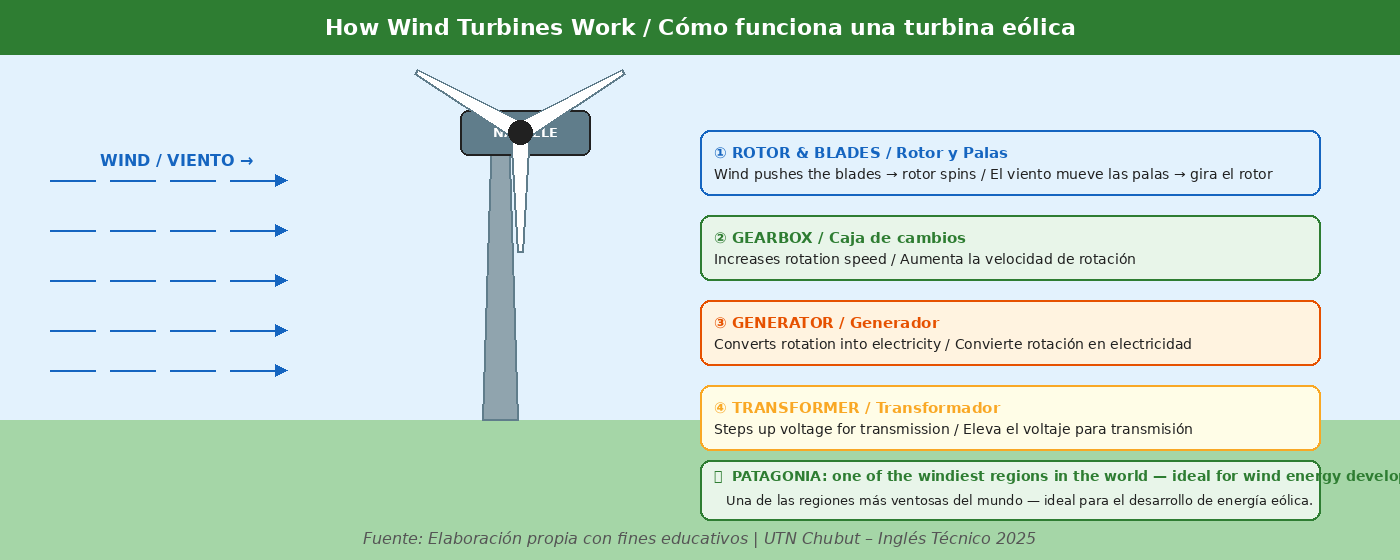 How Wind Turbines Work / Cómo funciona una turbina eólica
WIND / VIENTO →
① ROTOR & BLADES / Rotor y Palas
Wind pushes the blades → rotor spins / El viento mueve las palas → gira el rotor
② GEARBOX / Caja de cambios
Increases rotation speed / Aumenta la velocidad de rotación
③ GENERATOR / Generador
Converts rotation into electricity / Convierte rotación en electricidad
④ TRANSFORMER / Transformador
Steps up voltage for transmission / Eleva el voltaje para transmisión
PATAGONIA: one of the windiest regions in the world — ideal for wind energy
Una de las regiones más ventosas del mundo — ideal para el desarrollo de energía eólica.
Fuente: Elaboración propia con fines educativos | UTN Chubut – Inglés Técnico 2025